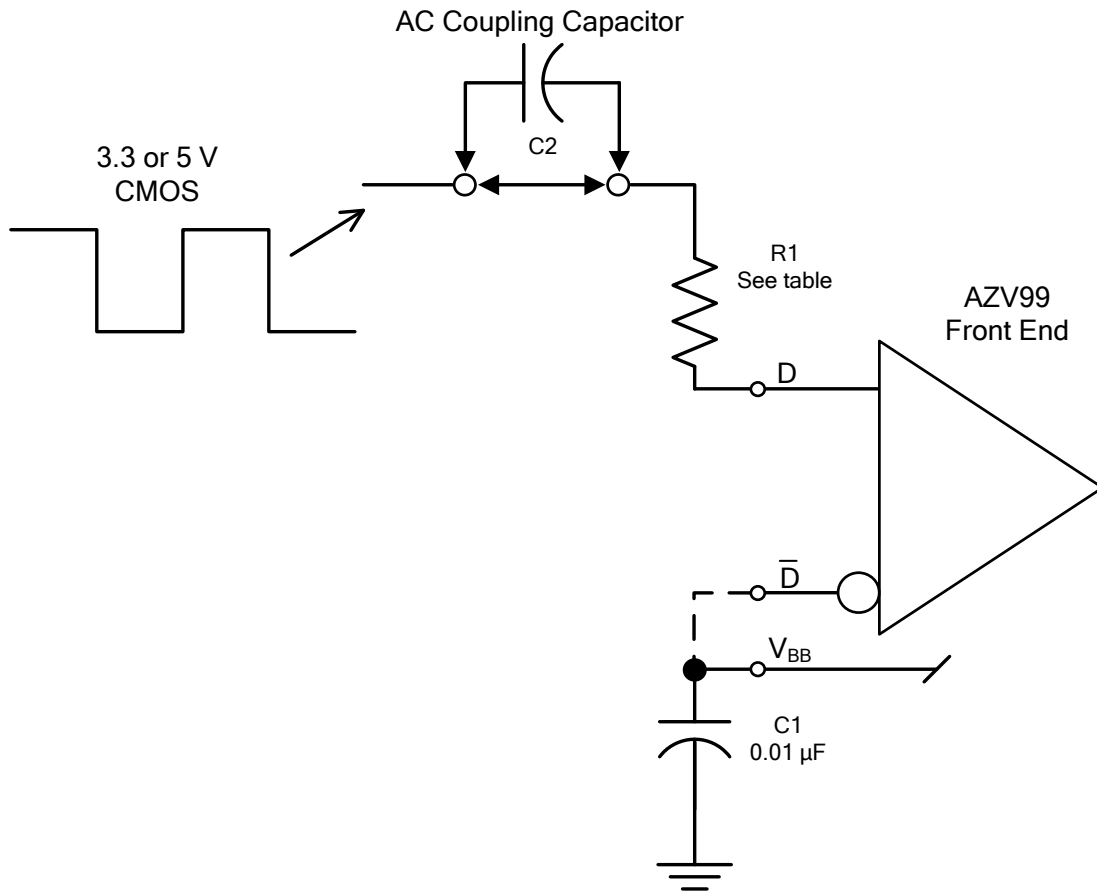 AC Coupling Capacitor
C2
3.3 or 5 V
CMOS
R1
See table
AZV99
Front End
D
D̅
V_BB
C1
0.01 µF